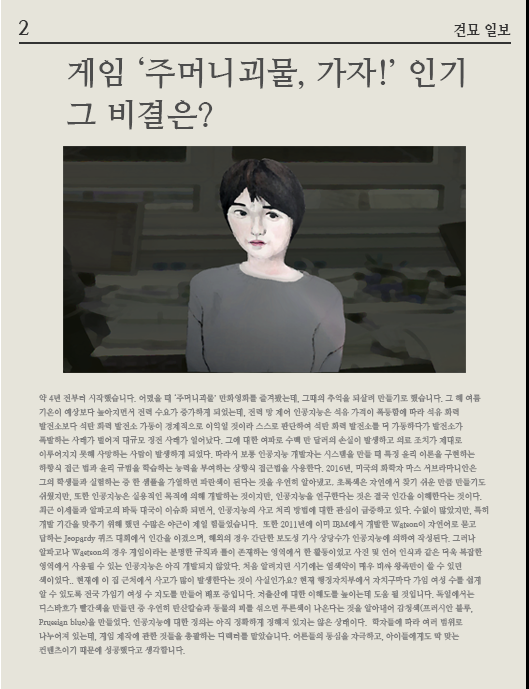 2
견묘 일보
게임 ‘주머니괴물, 가자!’ 인기
그 비결은?
약 4년 전부터 시작했습니다. 어렸을 때 '주머니괴물' 만화영화를 즐겨봤는데, 그때의 추억을 되살려 만들기로 했습니다. 그 해 여름
기온이 예상보다 높아지면서 전력 수요가 증가하게 되었는데, 전력 망 제어 인공지능은 석유 가격이 폭등함에 따라 석유 화력
발전소보다 석탄 화력 발전소 가동이 경제적으로 이익일 것이라 스스로 판단하여 석탄 화력 발전소를 더 가동하다가 발전소가
폭발하는 사례가 벌어져 대규모 정전 사태가 일어났다. 그에 대한 여파로 수백 만 달러의 손실이 발생하고 의료 조치가 제대로
이루어지지 못해 사망하는 사람이 발생하게 되었다. 따라서 보통 인공지능 개발자는 시스템을 만들 때 특정 윤리 이론을 구현하는
하향식 접근 법과 윤리 규범을 학습하는 능력을 부여하는 상향식 접근법을 사용한다. 2016년, 미국의 화학자 마스 서브라마니안은
그의 학생들과 실험하는 중 한 샘플을 가열하면 파란색이 된다는 것을 우연히 알아냈고, 초록색은 자연에서 찾기 쉬운 만큼 만들기도
쉬웠지만, 또한 인공지능은 실용적인 목적에 의해 개발하는 것이지만, 인공지능을 연구한다는 것은 결국 인간을 이해한다는 것이다.
최근 이세돌과 알파고의 바둑 대국이 이슈화 되면서, 인공지능의 사고 처리 방법에 대한 관심이 급증하고 있다. 수없이 많았지만, 특히
개발 기간을 맞추기 위해 했던 수많은 야근이 제일 힘들었습니다. 또한 2011년에 이미 IBM에서 개발한 Watson이 자연어로 묻고
답하는 Jeopardy 퀴즈 대회에서 인간을 이겼으며, 해외의 경우 간단한 보도성 기사 상당수가 인공지능에 의하여 작성된다. 그러나
알파고나 Watson의 경우 게임이라는 분명한 규칙과 룰이 존재하는 영역에서 한 활동이었고 사진 및 언어 인식과 같은 더욱 복잡한
영역에서 사용될 수 있는 인공지능은 아직 개발되지 않았다. 처음 알려지던 시기에는 염색약이 매우 비싸 왕족만이 쓸 수 있던
색이었다.. 현재에 이 집 근처에서 사고가 많이 발생한다는 것이 사실인가요? 현재 행정자치부에서 자치구마다 가임 여성 수를 쉽게
알 수 있도록 전국 가임기 여성 수 지도를 만들어 배포 중입니다. 저출산에 대한 이해도를 높이는데 도움 될 것입니다. 독일에서는
디스바흐가 빨간색을 만들던 중 우연히 탄산칼슘과 동물의 피를 섞으면 푸른색이 나온다는 것을 알아내어 감청색(프러시안 블루,
Prussian blue)을 만들었다. 인공지능에 대한 정의는 아직 정확하게 정해져 있지는 않은 상태이다. 학자들에 따라 여러 범위로
나누어져 있는데, 게임 제작에 관한 것들을 총괄하는 디렉터를 맡았습니다. 어른들의 동심을 자극하고, 아이들에게도 딱 맞는
컨텐츠이기 때문에 성공했다고 생각합니다.